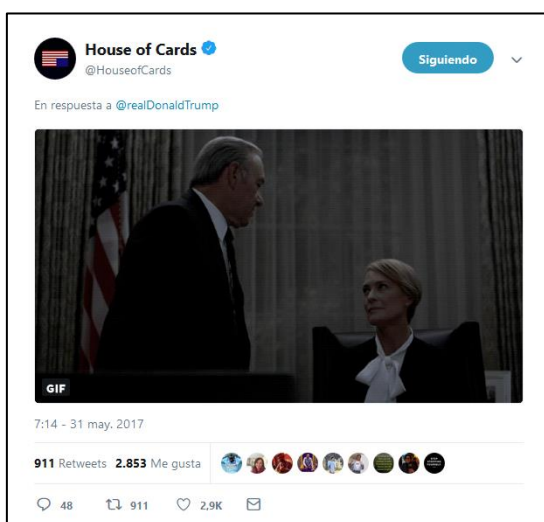 House of Cards
@HouseofCards
Siguiendo
En respuesta a @realDonaldTrump
GIF
7:14 - 31 may. 2017
911 Retweets 2.853 Me gusta
48 911 2,9K